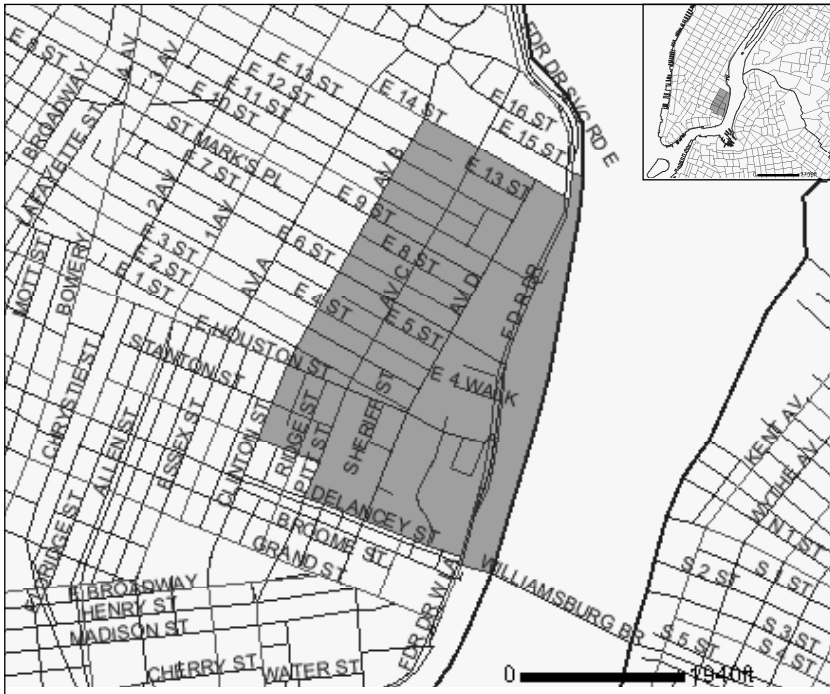 FDR DR SVC RD E
E 16 ST
E 15 ST
E 14 ST
E 13 ST
E 13 ST
E 12 ST
E 11 ST
E 10 ST
4 AV
3 AV
BROADWAY
E 8 ST
LAFAYETTE ST
ST MARK'S PL
E 7 ST
AV B
E 9 ST
2 AV
1 AV
E 6 ST
E 8 ST
AV C
AV D
F D R DR
E 3 ST
E 2 ST
E 1 ST
AV A
E 4 ST
E 5 ST
MOTT ST
BOWERY
E HOUSTON ST
STANTON ST
E 4 WALK
CHRYSTIE ST
ALLEN ST
ESSEX ST
CLINTON ST
RIDGE ST
PITT ST
SHERIFF ST
DELANCEY ST
BROOME ST
GRAND ST
WILLIAMSBURG BR
FDR DR W LA
E BROADWAY
HENRY ST
MADISON ST
CHERRY ST
WATER ST
KENT AV
WYTHE AV
N 1 ST
S 1 ST
S 2 ST
S 3 ST
S 4 ST
S 5 ST
0 1940ft